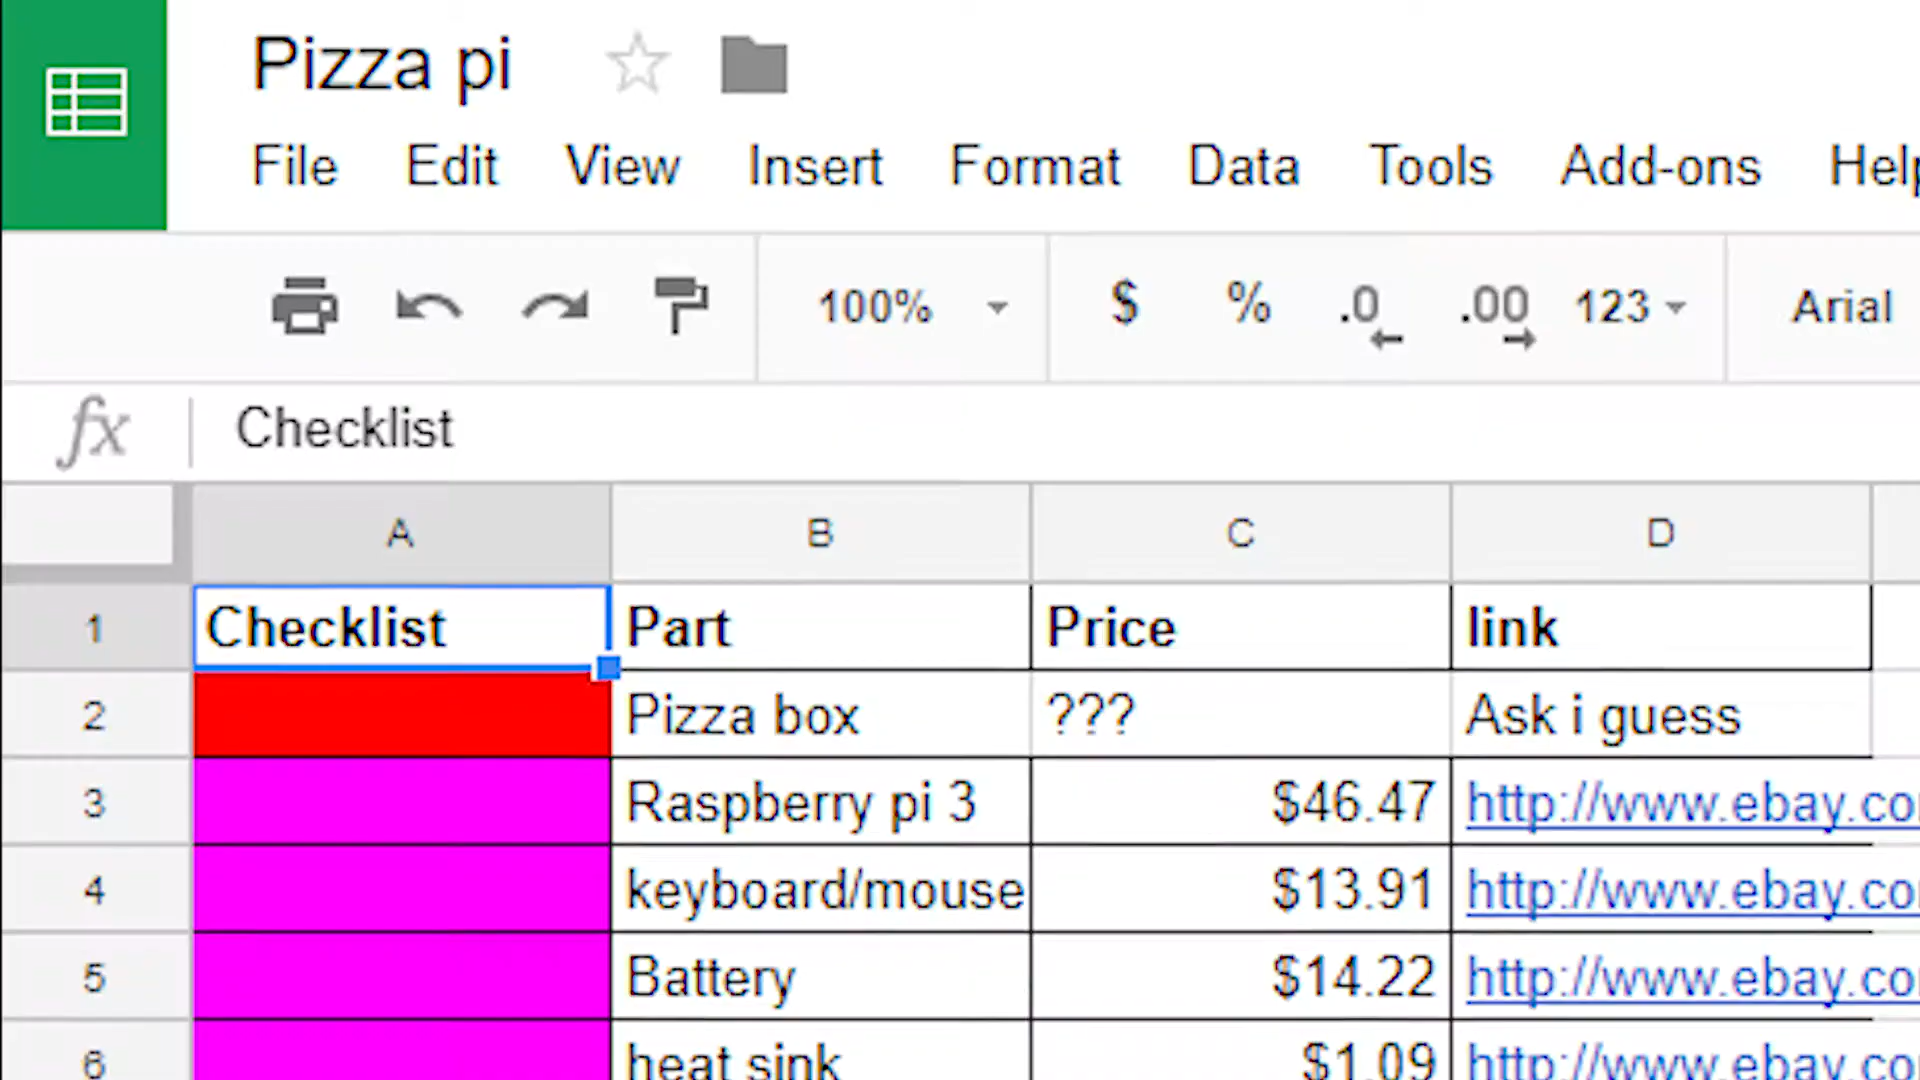 Pizza pi
File Edit View Insert Format Data Tools Add-ons Help
100% $ % .0 .00 123 Arial
fx Checklist
A B C D
1 Checklist Part Price link
2 Pizza box ??? Ask i guess
3 Raspberry pi 3 $46.47 http://www.ebay.co
4 keyboard/mouse $13.91 http://www.ebay.co
5 Battery $14.22 http://www.ebay.co
6 heat sink $1.09 http://www.ebay.co